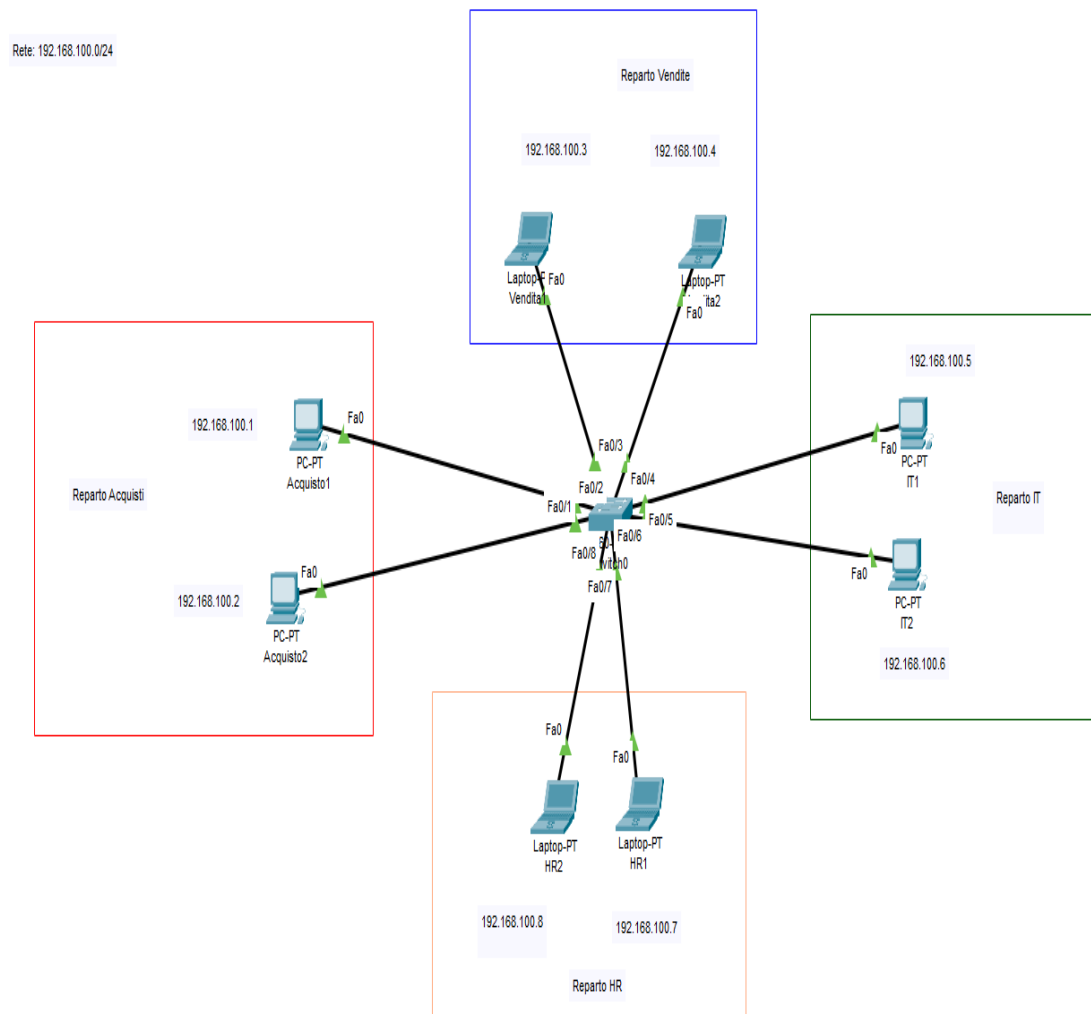 Rete: 192.168.100.0/24
Reparto Vendite
192.168.100.3
192.168.100.4
Fa0
Vendita1
Laptop-PT
Fa0
192.168.100.5
192.168.100.1
Fa0
PC-PT
Acquisto1
Fa0
PC-PT
IT1
Reparto Acquisti
Reparto IT
Fa0/3
Fa0/4
Fa0/2
Fa0/1
Fa0/5
Fa0/6
Fa0/8
Fa0/7
Fa0
192.168.100.2
PC-PT
Acquisto2
Fa0
PC-PT
IT2
192.168.100.6
Fa0
Fa0
Laptop-PT
HR2
Laptop-PT
HR1
192.168.100.8
192.168.100.7
Reparto HR